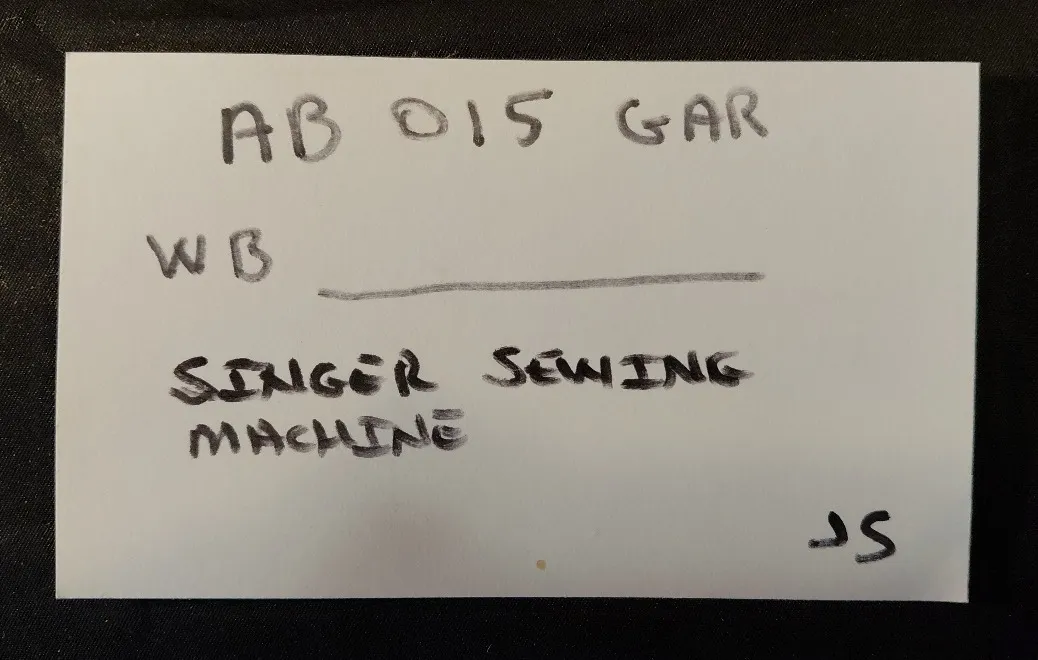 AB 015 GAR
WB
SINGER SEWING
MACHINE
JS